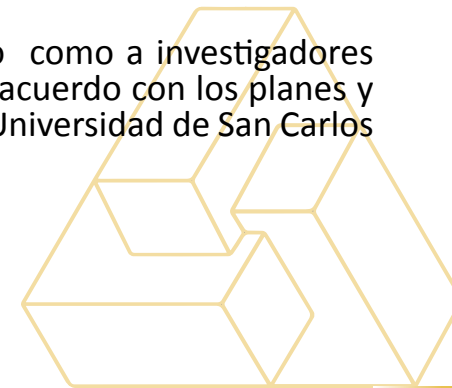 como a investigadores
acuerdo con los planes y
Universidad de San Carlos